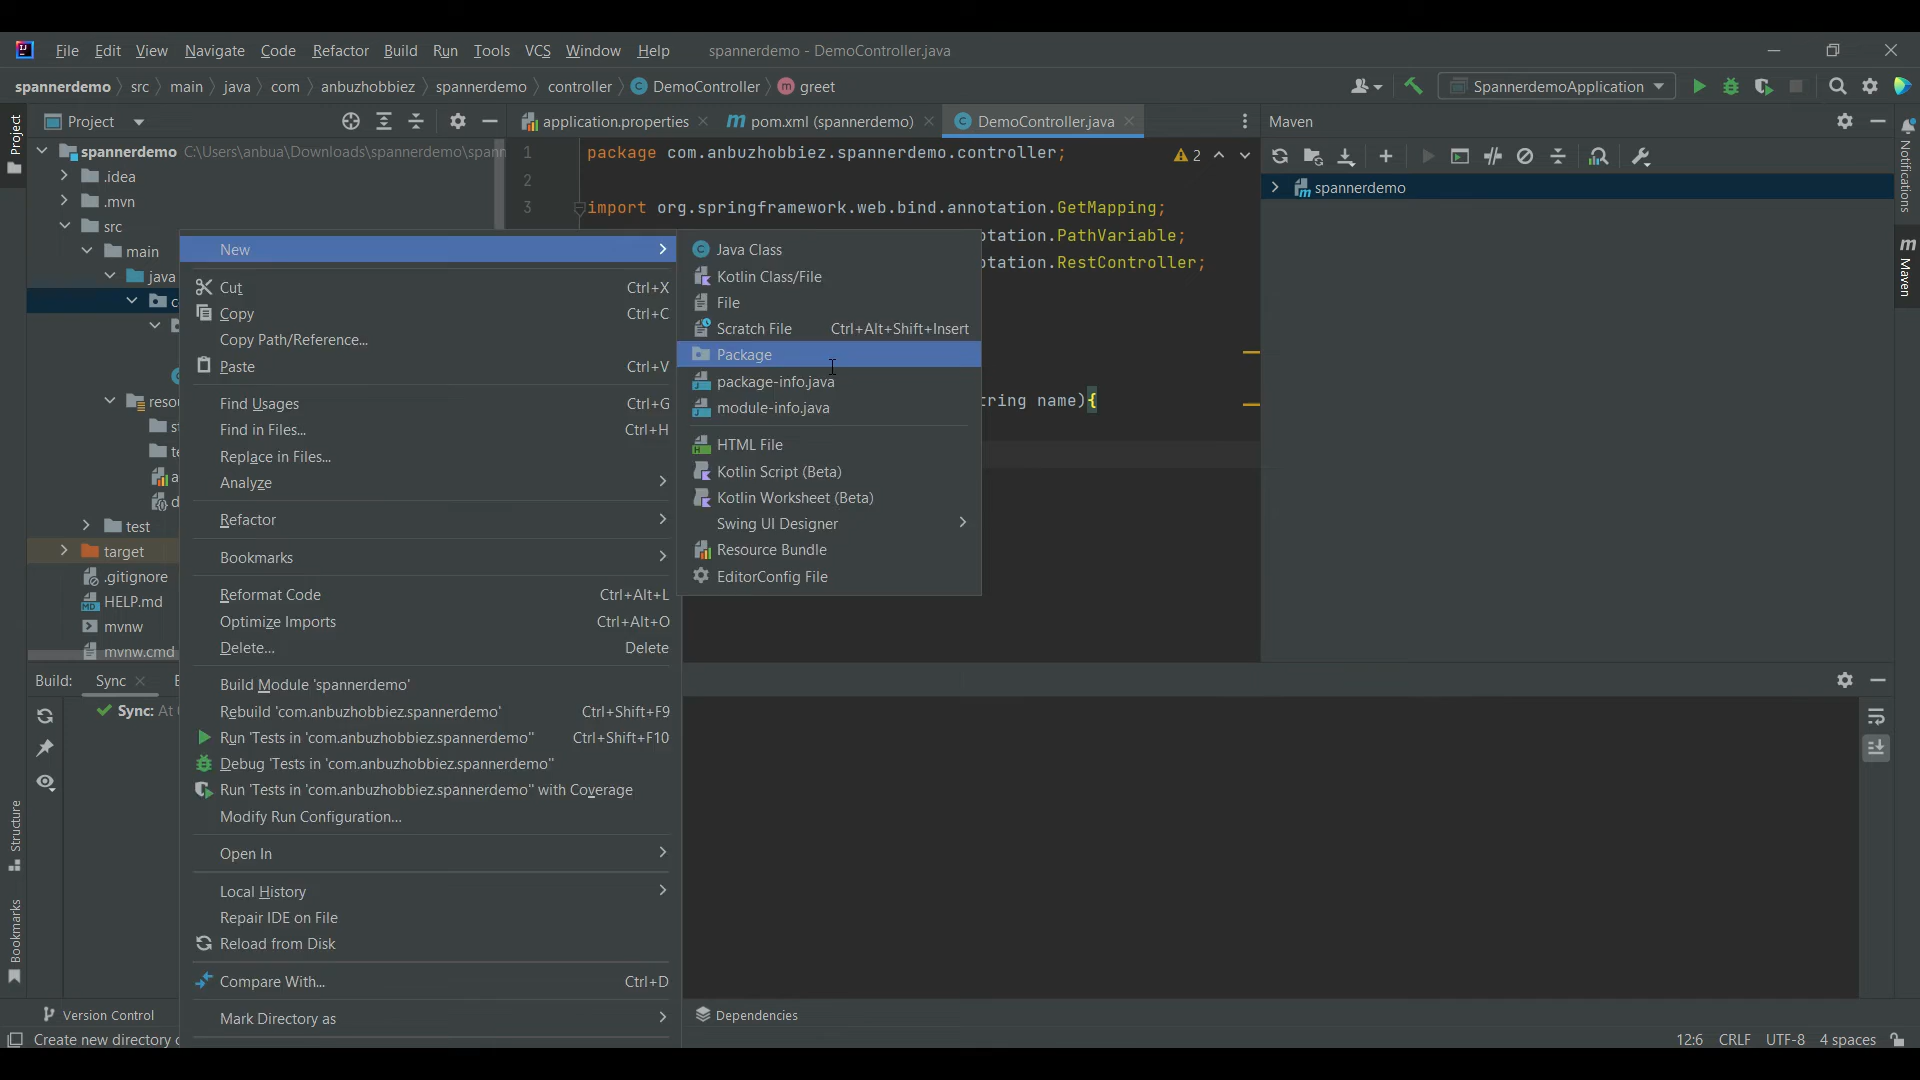 File Edit View Navigate Code Refactor Build Run Tools VCS Window Help spannerdemo - DemoController.java
spannerdemo src main java com anbuzhobbiez spannerdemo controller DemoController greet SpannerdemoApplication
Project
application.properties
pom.xml (spannerdemo)
DemoController.java
Maven
Project
spannerdemo C:\Users\anbua\Downloads\spannerdemo\spann
.idea
.mvn
src
main
java
c
resou
s
te
a
d
test
target
.gitignore
HELP.md
mvnw
mvnw.cmd
1 package com.anbuzhobbiez.spannerdemo.controller;
2
3 import org.springframework.web.bind.annotation.GetMapping;
tation.PathVariable;
tation.RestController;
tring name){
2
spannerdemo
Notifications
Maven
New
Cut Ctrl+X
Copy Ctrl+C
Copy Path/Reference...
Paste Ctrl+V
Find Usages Ctrl+G
Find in Files... Ctrl+H
Replace in Files...
Analyze
Refactor
Bookmarks
Reformat Code Ctrl+Alt+L
Optimize Imports Ctrl+Alt+O
Delete... Delete
Build Module 'spannerdemo'
Rebuild 'com.anbuzhobbiez.spannerdemo' Ctrl+Shift+F9
Run 'Tests in 'com.anbuzhobbiez.spannerdemo'' Ctrl+Shift+F10
Debug 'Tests in 'com.anbuzhobbiez.spannerdemo''
Run 'Tests in 'com.anbuzhobbiez.spannerdemo'' with Coverage
Modify Run Configuration...
Open In
Local History
Repair IDE on File
Reload from Disk
Compare With... Ctrl+D
Mark Directory as
Java Class
Kotlin Class/File
File
Scratch File Ctrl+Alt+Shift+Insert
Package
package-info.java
module-info.java
HTML File
Kotlin Script (Beta)
Kotlin Worksheet (Beta)
Swing UI Designer
Resource Bundle
EditorConfig File
Build: Sync
Sync: At
Structure
Bookmarks
Version Control
Dependencies
Create new directory
12:6 CRLF UTF-8 4 spaces